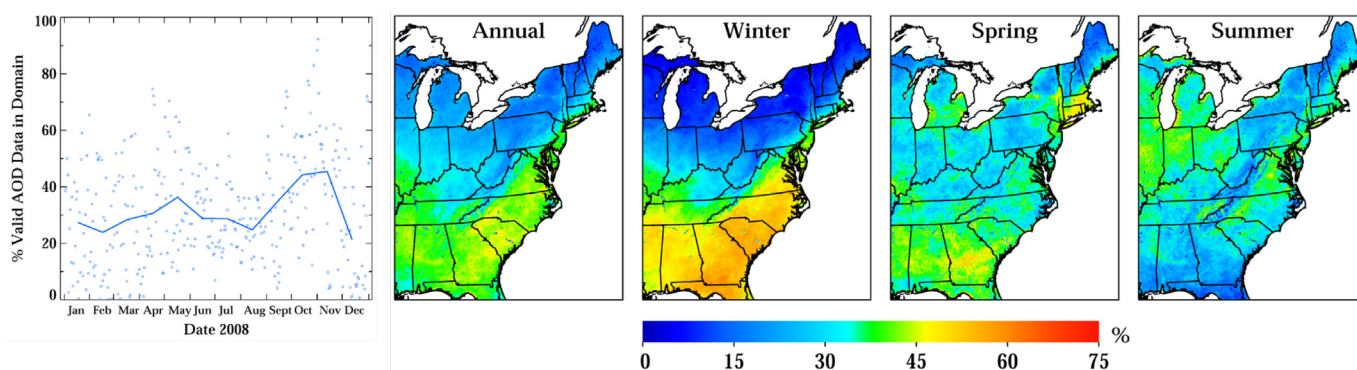 % Valid AOD Data in Domain
100
80
60
40
20
0
Jan Feb Mar Apr May Jun Jul Aug Sept Oct Nov Dec
Date 2008
Annual
Winter
Spring
Summer
0 15 30 45 60 75 %